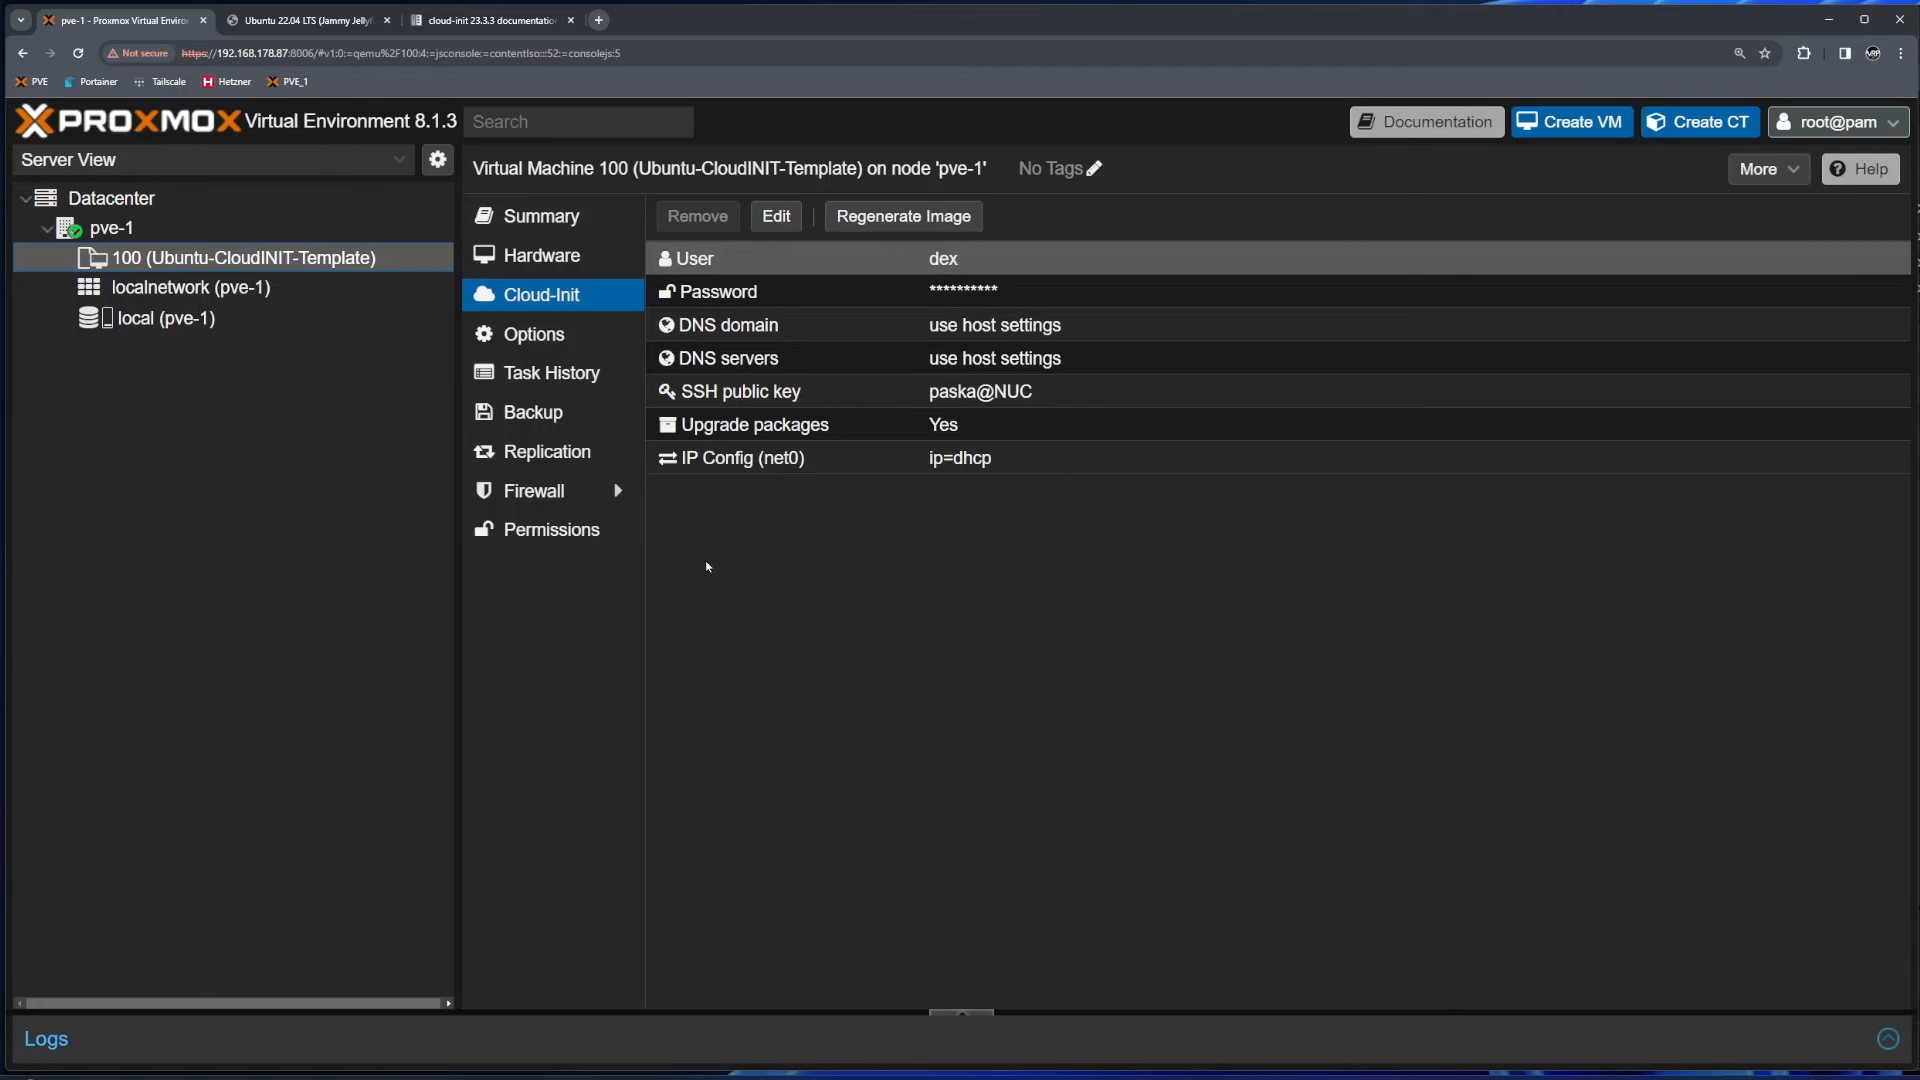 pve-1 - Proxmox Virtual Enviro
Ubuntu 22.04 LTS (Jammy Jellyf
cloud-init 23.3.3 documentatio
Not secure
https://192.168.178.87:8006/#v1:0:=qemu%2F100:4:=jsconsole:=contentIso:::52:=consolejs:5
PVE
Portainer
Tailscale
Hetzner
PVE_1
PROXMOX Virtual Environment 8.1.3
Search
Documentation
Create VM
Create CT
root@pam
Server View
Virtual Machine 100 (Ubuntu-CloudINIT-Template) on node 'pve-1'
No Tags
More
Help
Datacenter
pve-1
100 (Ubuntu-CloudINIT-Template)
localnetwork (pve-1)
local (pve-1)
Summary
Hardware
Cloud-Init
Options
Task History
Backup
Replication
Firewall
Permissions
Remove
Edit
Regenerate Image
User dex
Password **********
DNS domain use host settings
DNS servers use host settings
SSH public key paska@NUC
Upgrade packages Yes
IP Config (net0) ip=dhcp
Logs